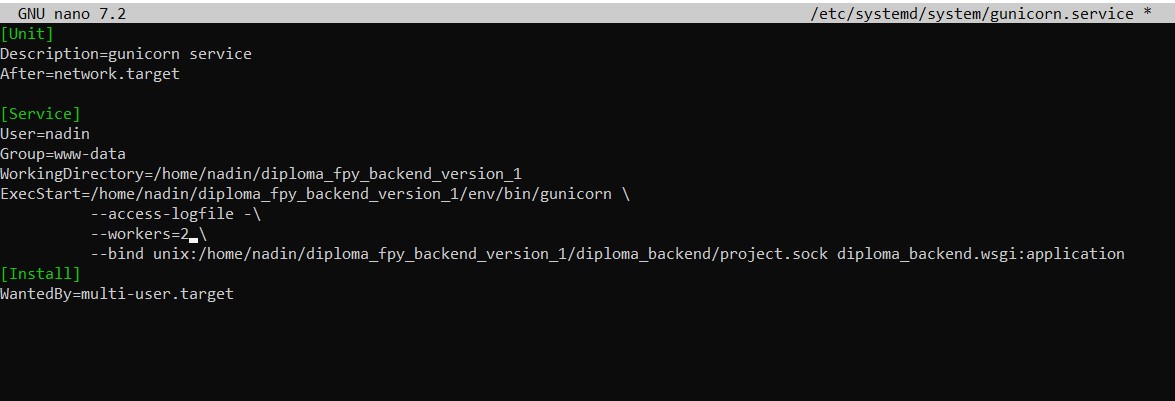 GNU nano 7.2 /etc/systemd/system/gunicorn.service *
[Unit]
Description=gunicorn service
After=network.target
[Service]
User=nadin
Group=www-data
WorkingDirectory=/home/nadin/diploma_fpy_backend_version_1
ExecStart=/home/nadin/diploma_fpy_backend_version_1/env/bin/gunicorn \
--access-logfile -\
--workers=2 \
--bind unix:/home/nadin/diploma_fpy_backend_version_1/diploma_backend/project.sock diploma_backend.wsgi:application
[Install]
WantedBy=multi-user.target